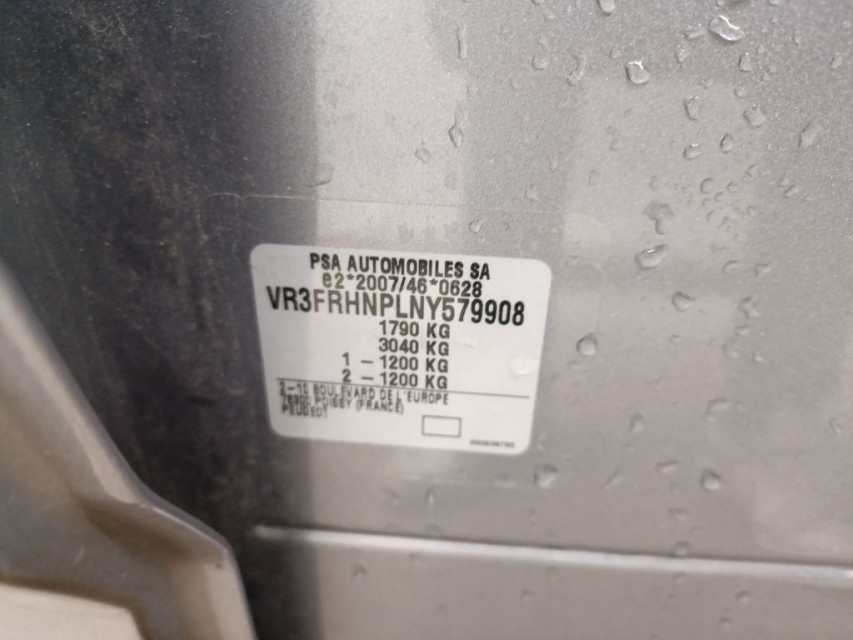 PSA AUTOMOBILES SA
e2*2007/46*0628
VR3FRHNPLNY579908
1790 KG
3040 KG
1 - 1200 KG
2 - 1200 KG
2-10 BOULEVARD DE L'EUROPE
POISSY (FRANCE)
PEUGEOT